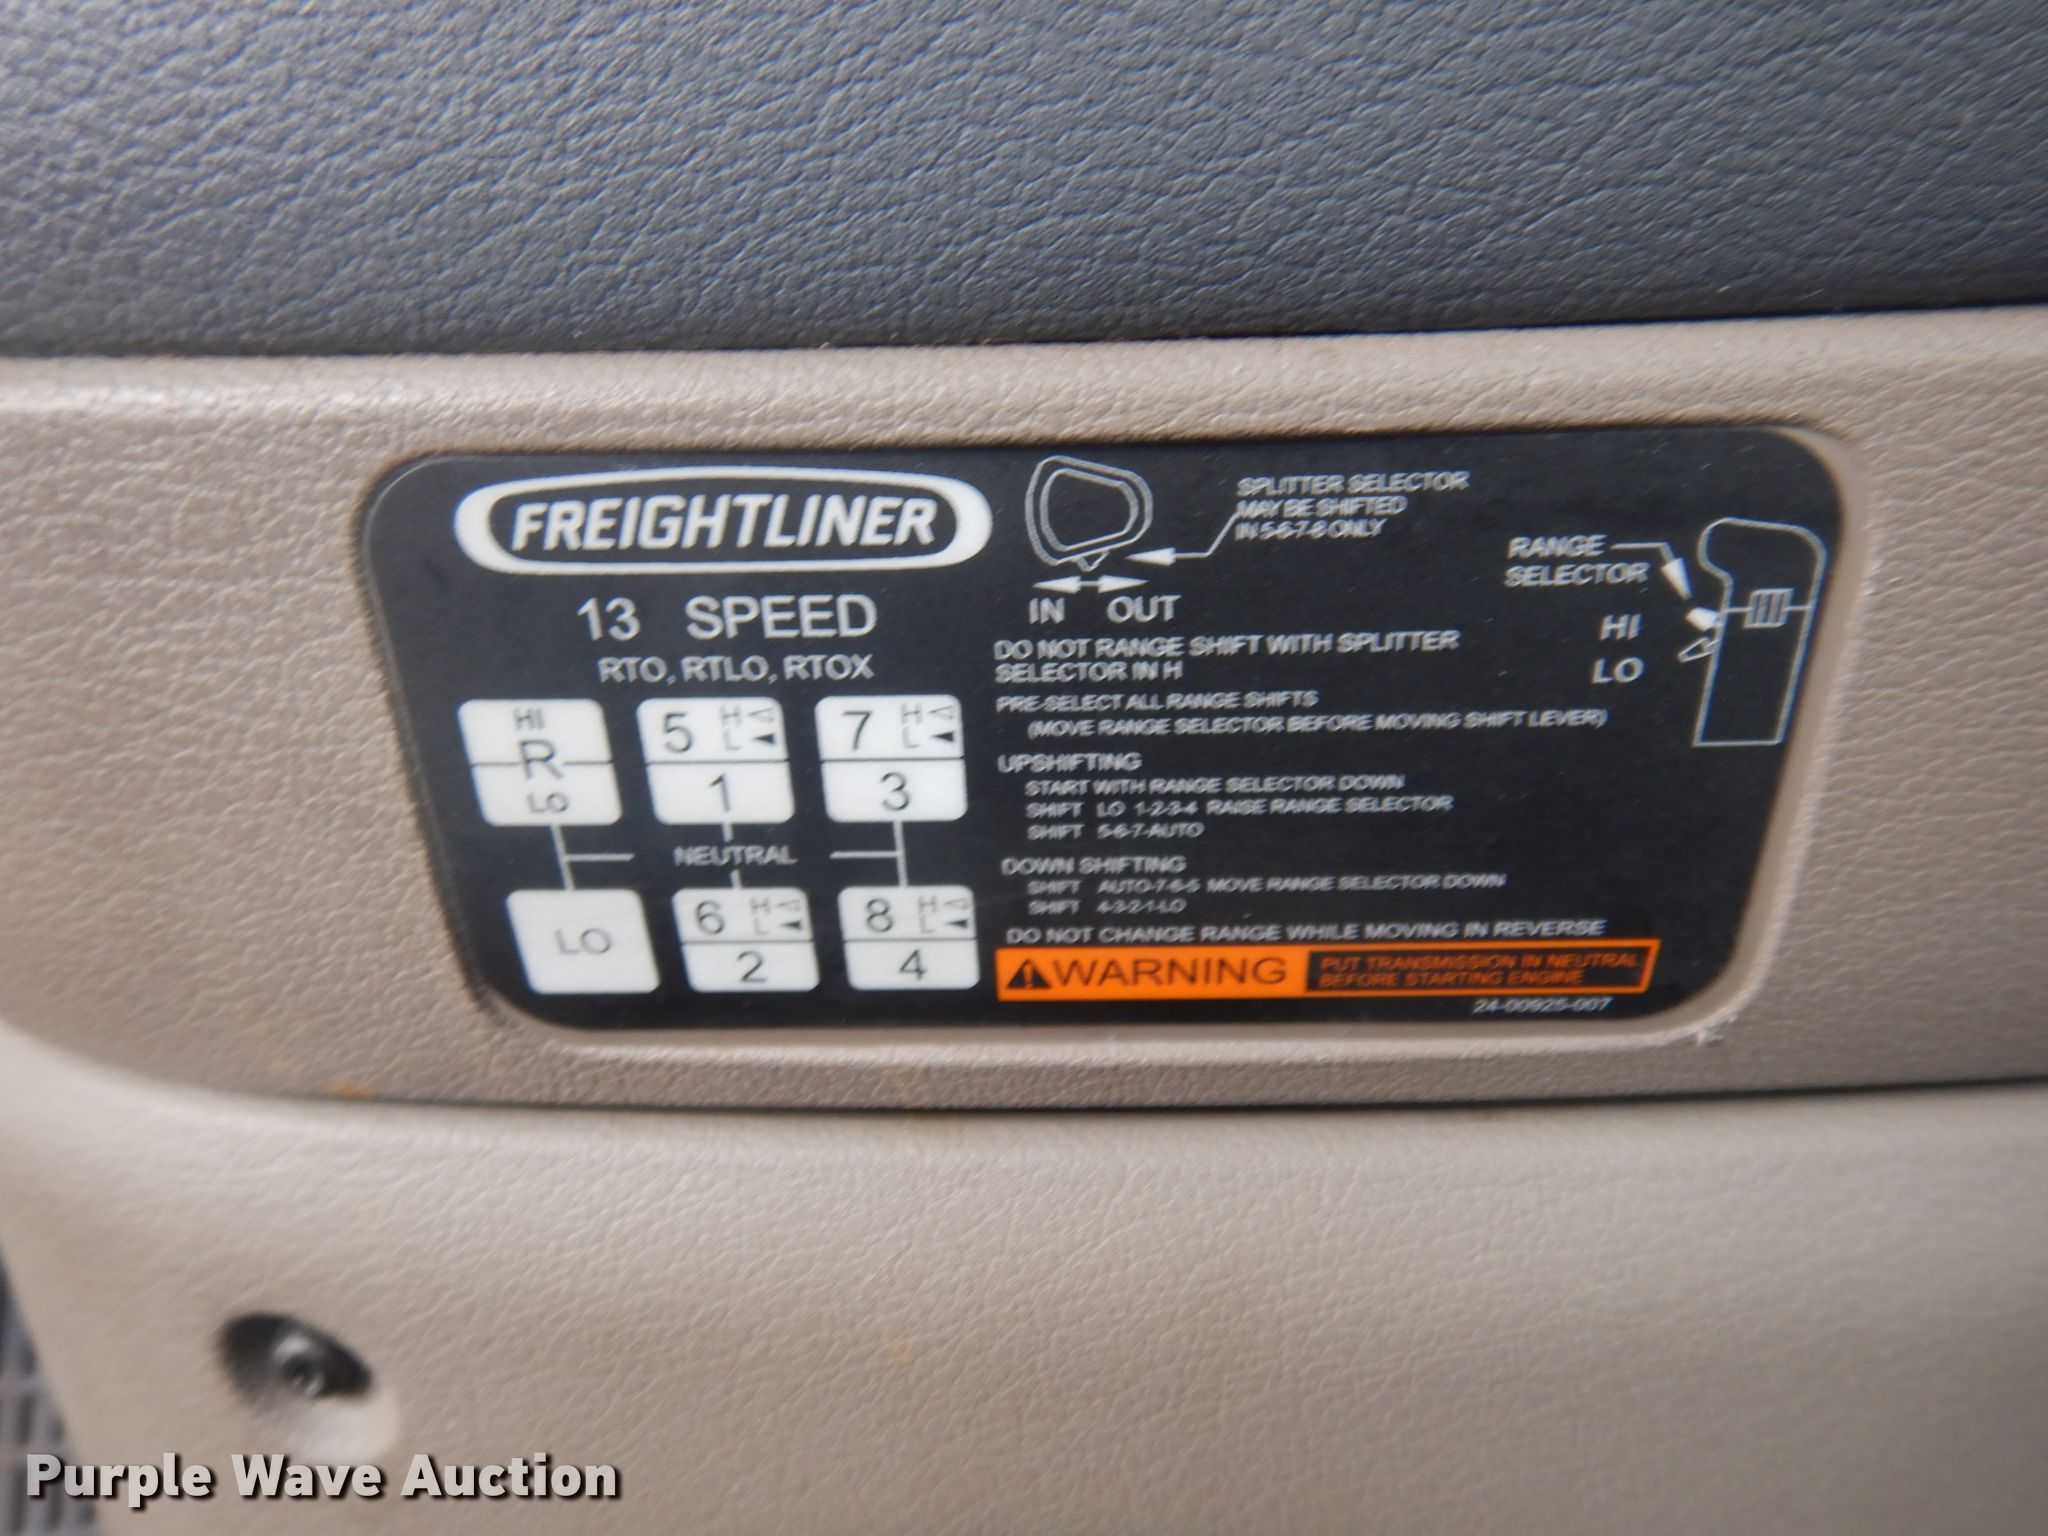 FREIGHTLINER
13 SPEED
RTO, RTLO, RTOX
HI
R
LO
5 H L
1
7 H L
3
NEUTRAL
LO
6 H L
2
8 H L
4
SPLITTER SELECTOR
MAY BE SHIFTED
IN 5-6-7-8 ONLY
IN OUT
RANGE
SELECTOR
HI
LO
DO NOT RANGE SHIFT WITH SPLITTER
SELECTOR IN H
PRE-SELECT ALL RANGE SHIFTS
(MOVE RANGE SELECTOR BEFORE MOVING SHIFT LEVER)
UPSHIFTING
START WITH RANGE SELECTOR DOWN
SHIFT LO 1-2-3-4 RAISE RANGE SELECTOR
SHIFT 5-6-7-AUTO
DOWN SHIFTING
SHIFT AUTO-7-6-5 MOVE RANGE SELECTOR DOWN
SHIFT 4-3-2-1-LO
DO NOT CHANGE RANGE WHILE MOVING IN REVERSE
WARNING
PUT TRANSMISSION IN NEUTRAL
BEFORE STARTING ENGINE
24-00925-007
Purple Wave Auction